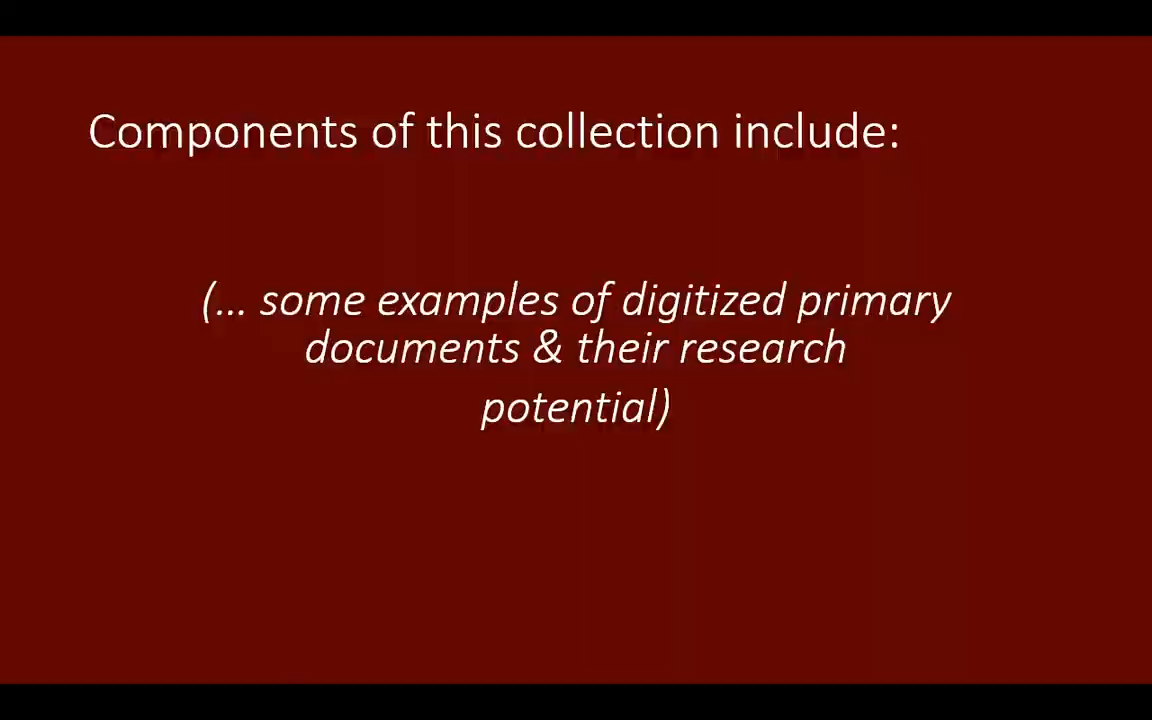 Components of this collection include:
(... some examples of digitized primary
documents & their research
potential)